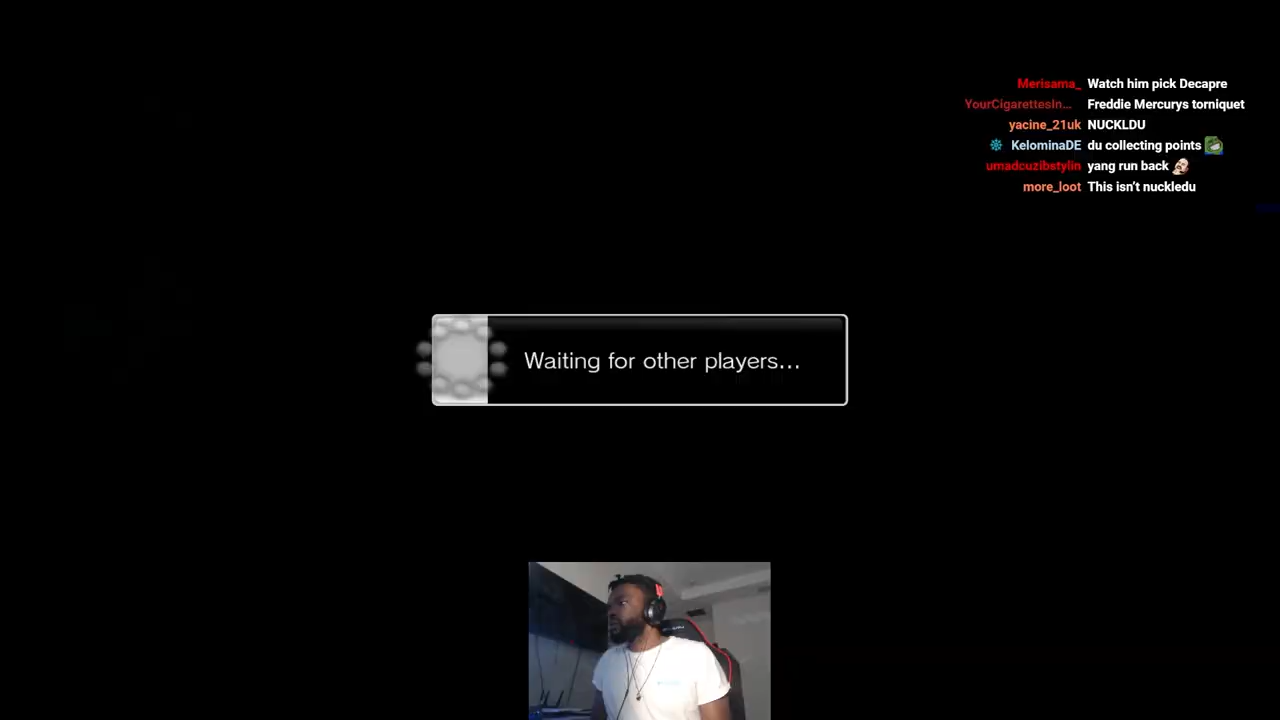 Merisama_ Watch him pick Decapre
YourCigarettesIn... Freddie Mercurys torniquet
yacine_21uk NUCKLDU
KelominaDE du collecting points
umadcuzibstylin yang run back
more_loot This isn't nuckledu
Waiting for other players...